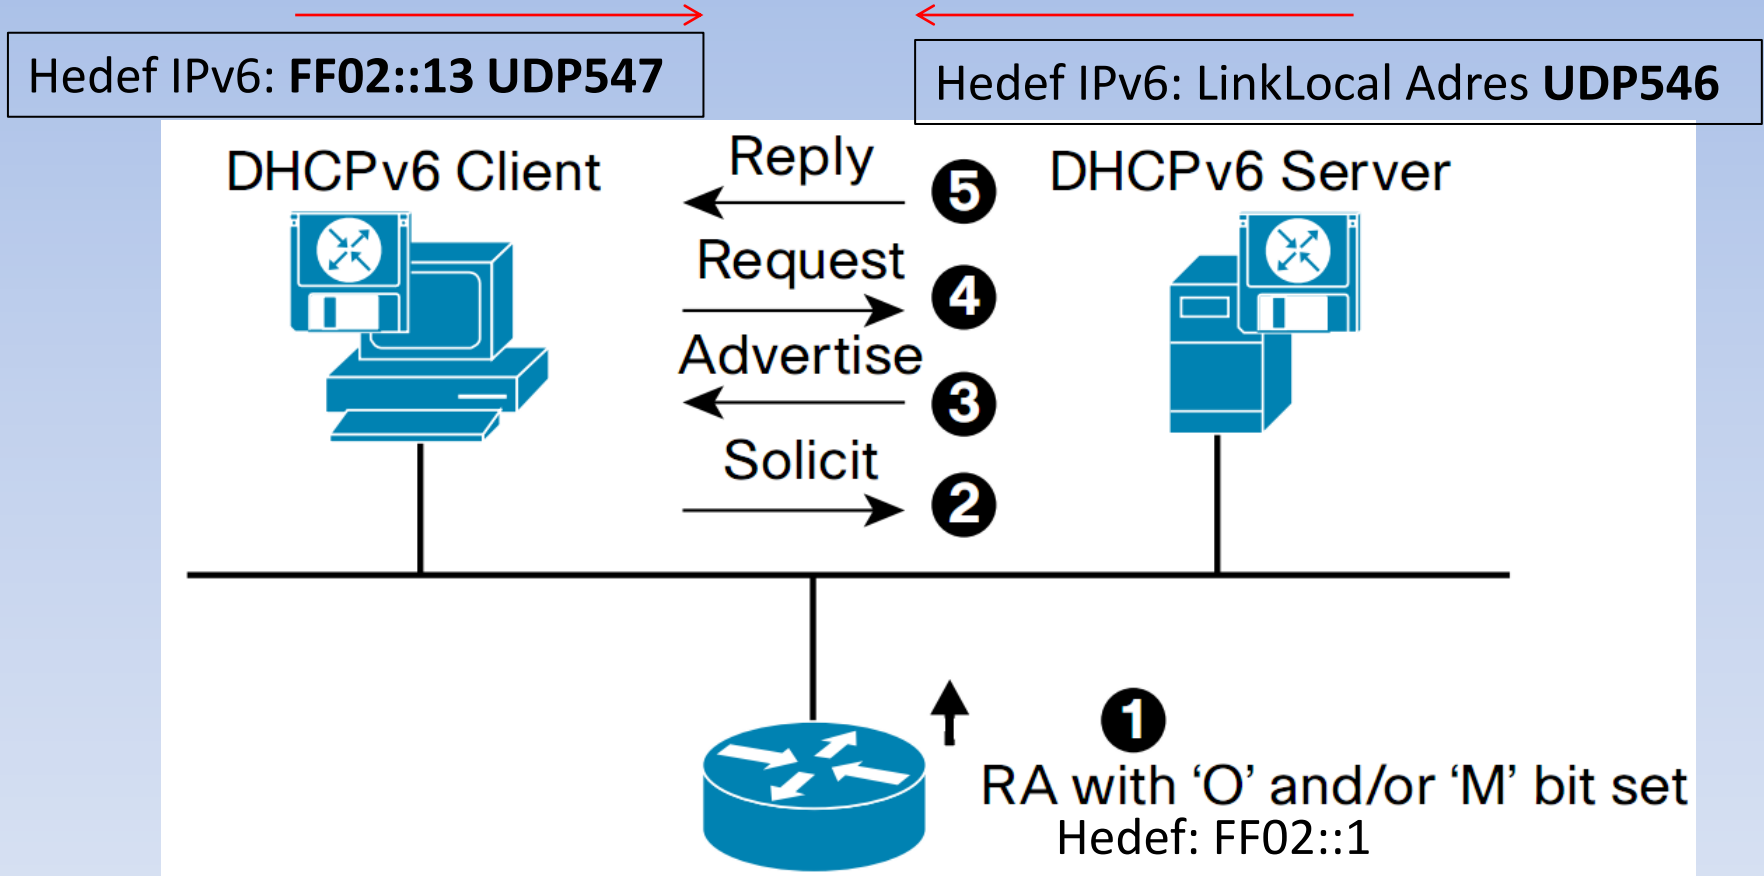 Hedef IPv6: FF02::13 UDP547
Hedef IPv6: LinkLocal Adres UDP546
DHCPv6 Client
Reply
5
DHCPv6 Server
Request
4
Advertise
3
Solicit
2
1
RA with ‘O’ and/or ‘M’ bit set
Hedef: FF02::1